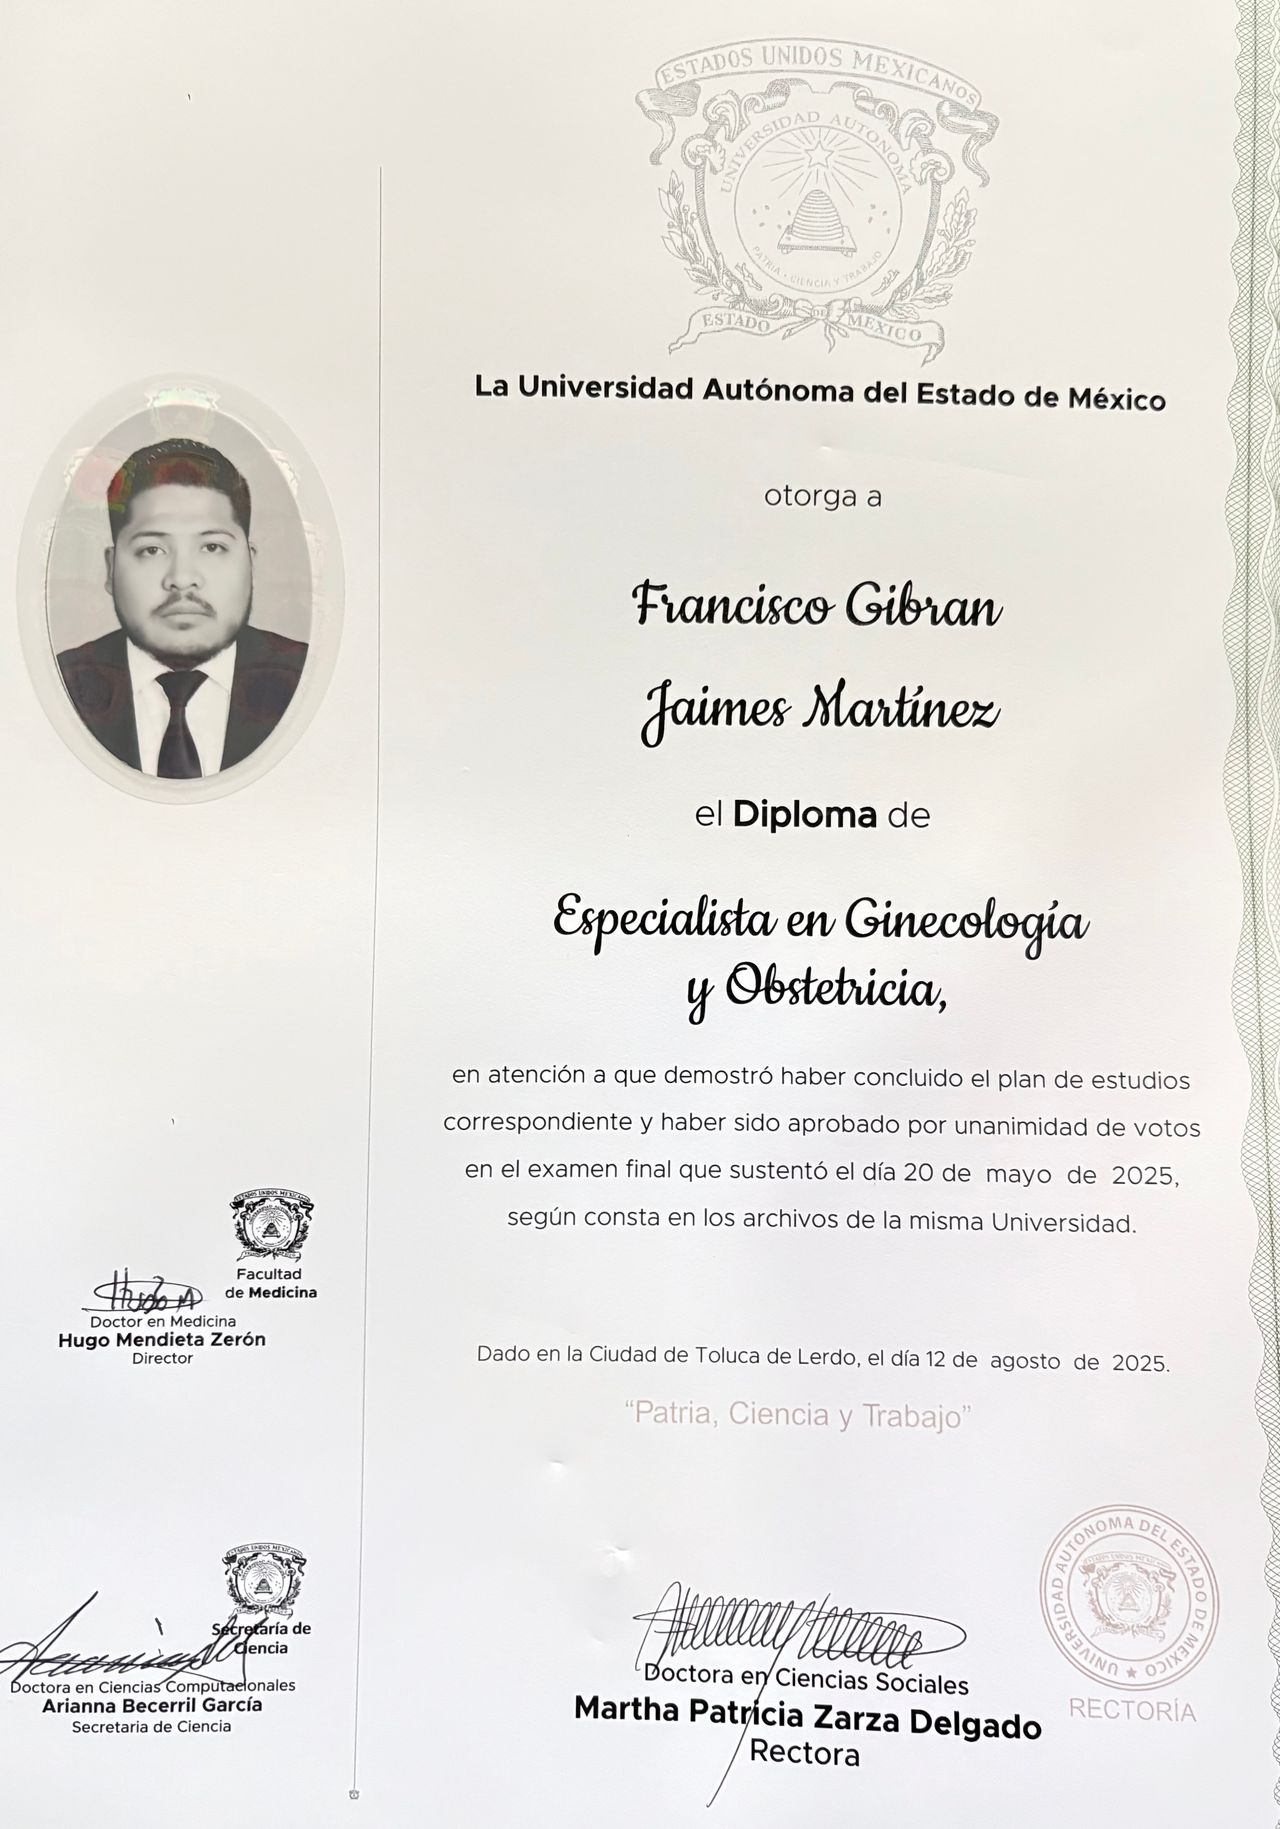 ESTADOS UNIDOS MEXICANOS
UNIVERSIDAD AUTONOMA
PATRIA • CIENCIA Y TRABAJO
ESTADO DE MEXICO
La Universidad Autónoma del Estado de México
otorga a
Francisco Gibran
Jaimes Martínez
el Diploma de
Especialista en Ginecología
y Obstetricia,
en atención a que demostró haber concluido el plan de estudios
correspondiente y haber sido aprobado por unanimidad de votos
en el examen final que sustentó el día 20 de mayo de 2025,
según consta en los archivos de la misma Universidad.
Facultad
de Medicina
Doctor en Medicina
Hugo Mendieta Zerón
Director
Dado en la Ciudad de Toluca de Lerdo, el día 12 de agosto de 2025.
“Patria, Ciencia y Trabajo”
Secretaría de
Ciencia
Doctora en Ciencias Computacionales
Arianna Becerril García
Secretaria de Ciencia
Doctora en Ciencias Sociales
Martha Patricia Zarza Delgado
Rectora
UNIVERSIDAD AUTONOMA DEL ESTADO DE MEXICO
RECTORÍA